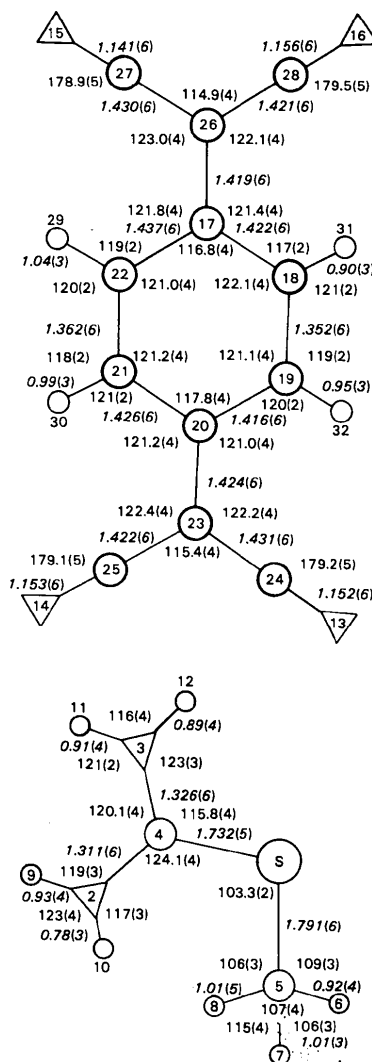 15 16
1.141(6) 1.156(6)
27 28
178.9(5) 114.9(4) 179.5(5)
1.430(6) 1.421(6)
26
123.0(4) 122.1(4)
1.419(6)
29 121.8(4) 17 121.4(4) 31
1.437(6) 1.422(6)
119(2) 116.8(4) 117(2)
1.04(3) 22 18 0.90(3)
120(2) 121.0(4) 122.1(4) 121(2)
1.362(6) 1.352(6)
118(2) 121.2(4) 121.1(4) 119(2)
21 19
0.99(3) 121(2) 117.8(4) 120(2) 0.95(3)
30 1.426(6) 20 1.416(6) 32
121.2(4) 121.0(4)
1.424(6)
122.4(4) 23 122.2(4)
1.422(6) 115.4(4) 1.431(6)
179.1(5) 25 24 179.2(5)
1.153(6) 1.152(6)
14 13
12
11 116(4)
0.91(4) 3 0.89(4)
121(2) 123(3)
1.326(6)
120.1(4) 115.8(4)
4 1.732(5)
1.311(6) 124.1(4) S
9 119(3) 103.3(2)
0.93(4) 2
123(4) 117(3) 1.791(6)
0.78(3)
10 106(3) 109(3)
1.01(5) 5 0.92(4)
8 107(4) 6
115(4) 106(3)
7 1.01(3)